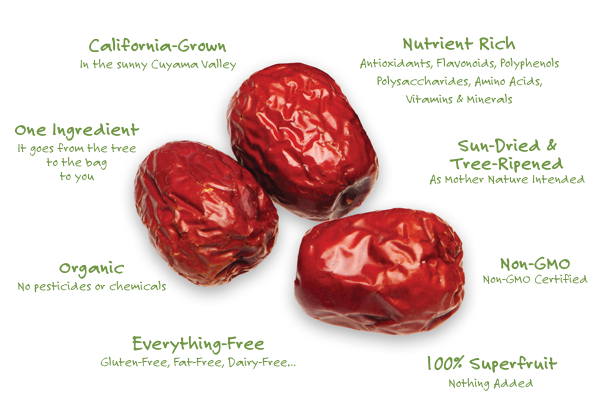 California-Grown
In the sunny Cuyama Valley
Nutrient Rich
Antioxidants, Flavonoids, Polyphenols
Polysaccharides, Amino Acids,
Vitamins & Minerals
One Ingredient
It goes from the tree
to the bag
to you
Sun-Dried &
Tree-Ripened
As Mother Nature Intended
Organic
No pesticides or chemicals
Non-GMO
Non-GMO Certified
Everything-Free
Gluten-Free, Fat-Free, Dairy-Free...
100% Superfruit
Nothing Added